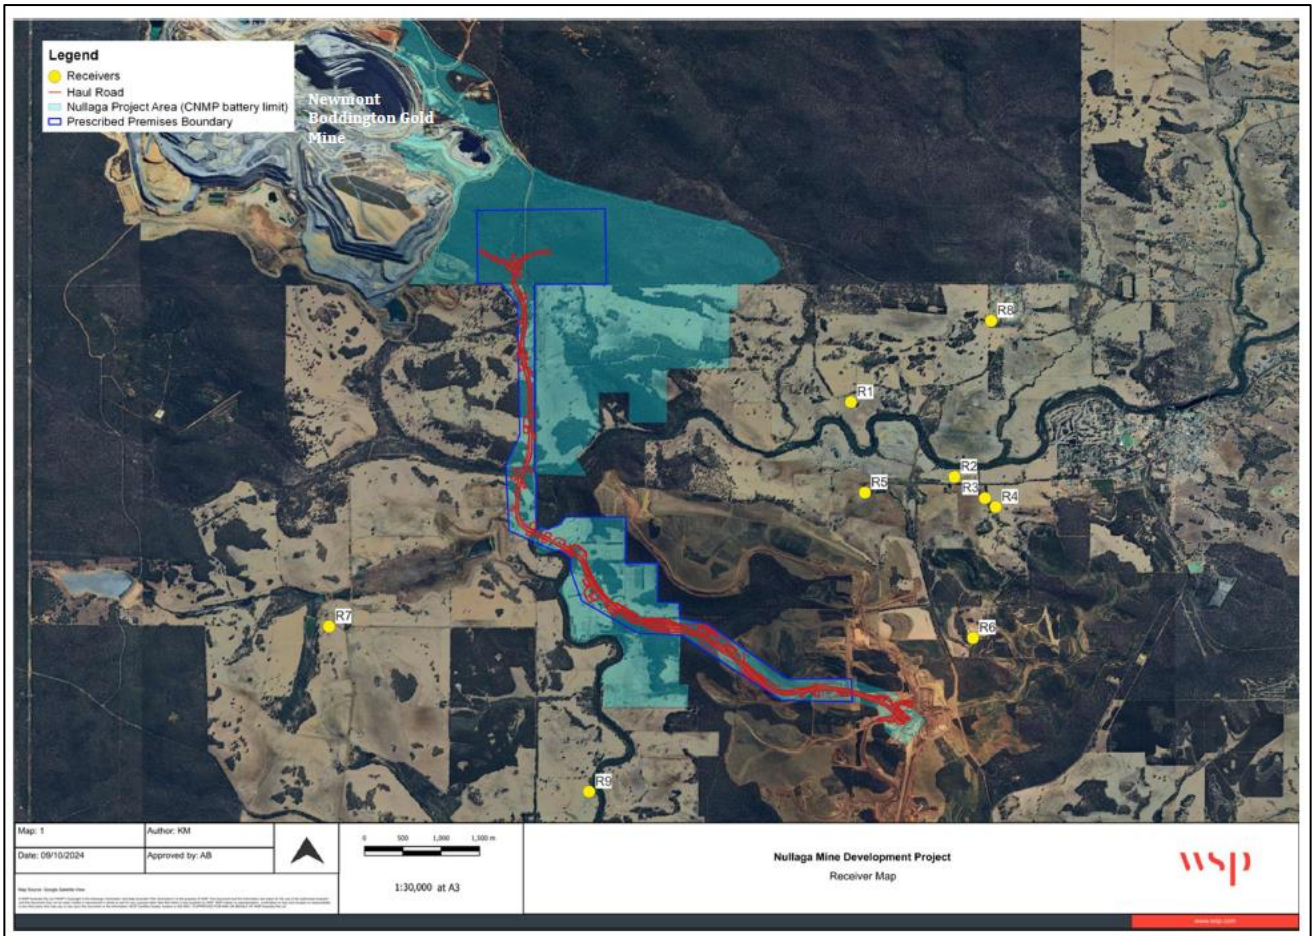 Legend
Receivers
Haul Road
Nullaga Project Area (CNMP battery limit)
Prescribed Premises Boundary
Newmont
Boddington Gold
Mine
R8
R1
R2
R5
R3
R4
R7
R6
R9
Map: 1
Author: KM
Date: 09/10/2024
Approved by: AB
Map Source: Google Satellite View
0 500 1,000 1,500 m
1:30,000 at A3
Nullaga Mine Development Project
Receiver Map
wsp
www.wsp.com